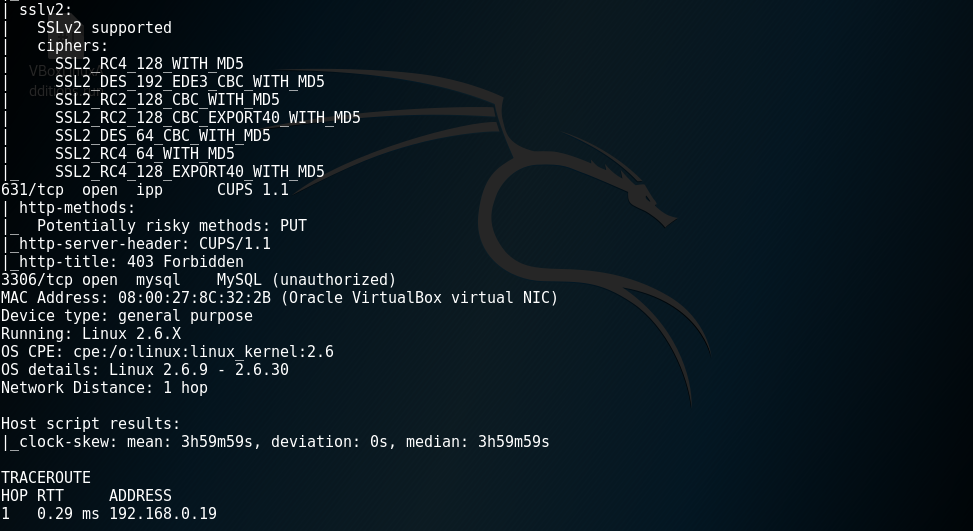 | sslv2:
|   SSLv2 supported
|   ciphers:
|     SSL2_RC4_128_WITH_MD5
|     SSL2_DES_192_EDE3_CBC_WITH_MD5
|     SSL2_RC2_128_CBC_WITH_MD5
|     SSL2_RC2_128_CBC_EXPORT40_WITH_MD5
|     SSL2_DES_64_CBC_WITH_MD5
|     SSL2_RC4_64_WITH_MD5
|_    SSL2_RC4_128_EXPORT40_WITH_MD5
631/tcp  open  ipp      CUPS 1.1
| http-methods:
|_  Potentially risky methods: PUT
|_http-server-header: CUPS/1.1
|_http-title: 403 Forbidden
3306/tcp open  mysql    MySQL (unauthorized)
MAC Address: 08:00:27:8C:32:2B (Oracle VirtualBox virtual NIC)
Device type: general purpose
Running: Linux 2.6.X
OS CPE: cpe:/o:linux:linux_kernel:2.6
OS details: Linux 2.6.9 - 2.6.30
Network Distance: 1 hop

Host script results:
|_clock-skew: mean: 3h59m59s, deviation: 0s, median: 3h59m59s

TRACEROUTE
HOP RTT     ADDRESS
1   0.29 ms 192.168.0.19